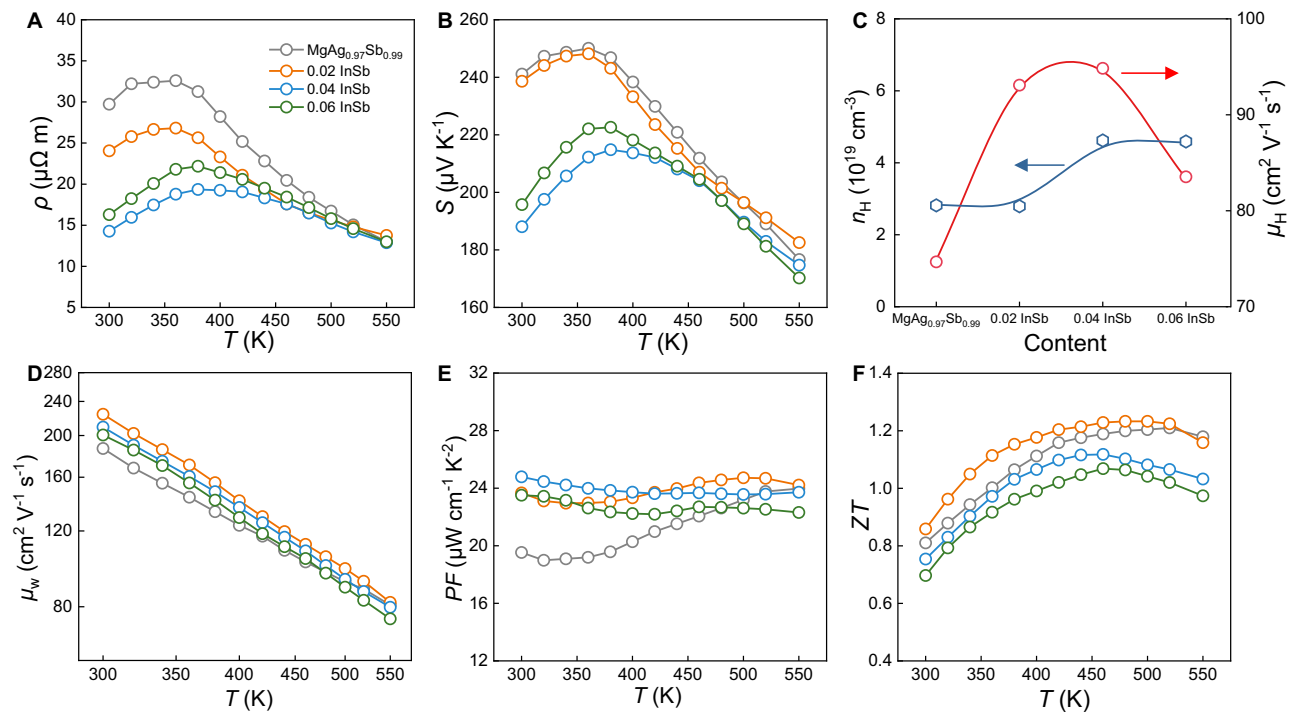 A
ρ (μΩ m)
40
35
30
25
20
15
10
5
MgAg₀.₉₇Sb₀.₉₉
0.02 InSb
0.04 InSb
0.06 InSb
300 350 400 450 500 550
T (K)
B
S (μV K⁻¹)
260
240
220
200
180
160
300 350 400 450 500 550
T (K)
C
n_H (10¹⁹ cm⁻³)
8
6
4
2
0
100
90
80
70
μ_H (cm² V⁻¹ s⁻¹)
MgAg₀.₉₇Sb₀.₉₉ 0.02 InSb 0.04 InSb 0.06 InSb
Content
D
μ_w (cm² V⁻¹ s⁻¹)
280
240
200
160
120
80
300 350 400 450 500 550
T (K)
E
PF (μW cm⁻¹ K⁻²)
32
28
24
20
16
12
300 350 400 450 500 550
T (K)
F
ZT
1.4
1.2
1.0
0.8
0.6
0.4
300 350 400 450 500 550
T (K)